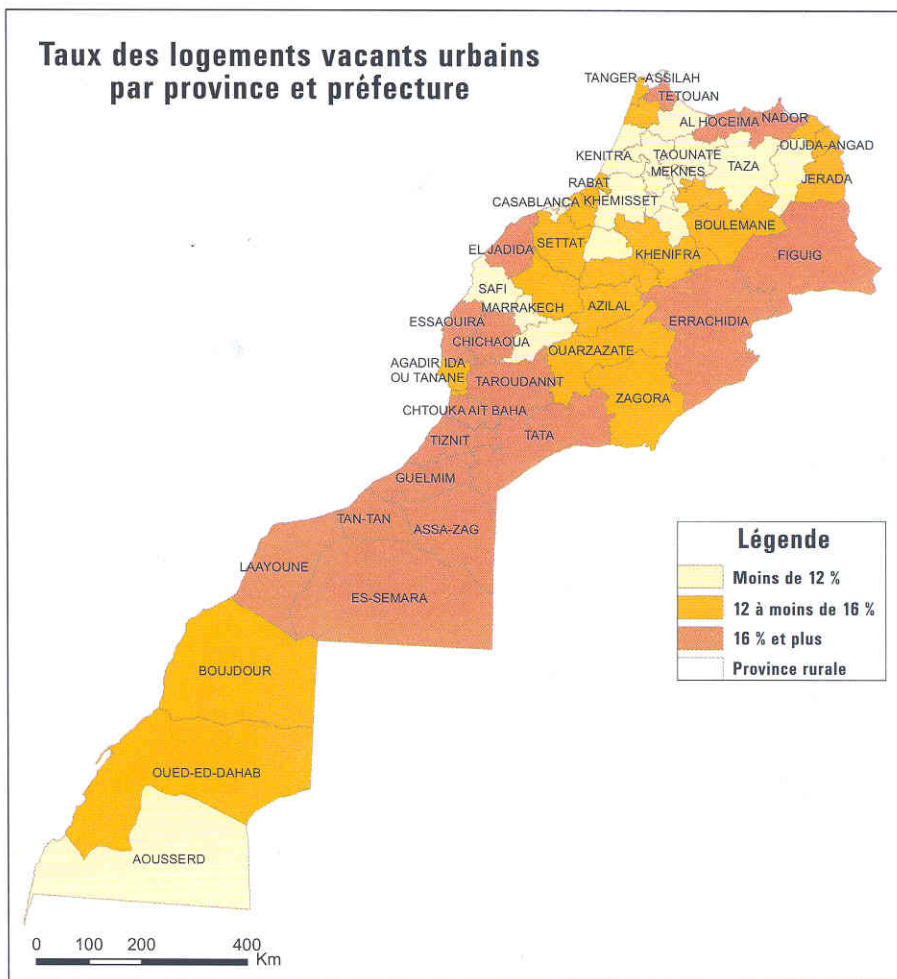 Taux des logements vacants urbains
par province et préfecture
TANGER-ASSILAH
TETOUAN
AL HOCEIMA
NADOR
OUJDA-ANGAD
KENITRA
TAOUNATE
TAZA
MEKNES
JERADA
RABAT
CASABLANCA
KHEMISSET
BOULEMANE
EL JADIDA
SETTAT
KHENIFRA
FIGUIG
SAFI
MARRAKECH
AZILAL
ERRACHIDIA
ESSAOUIRA
CHICHAOUA
OUARZAZATE
AGADIR IDA
OU TANANE
TAROUDANNT
ZAGORA
CHTOUKA AIT BAHA
TIZNIT
TATA
GUELMIM
TAN-TAN
ASSA-ZAG
LAAYOUNE
ES-SEMARA
BOUJDOUR
OUED-ED-DAHAB
AOUSSERD
Légende
Moins de 12 %
12 à moins de 16 %
16 % et plus
Province rurale
0 100 200 400
Km